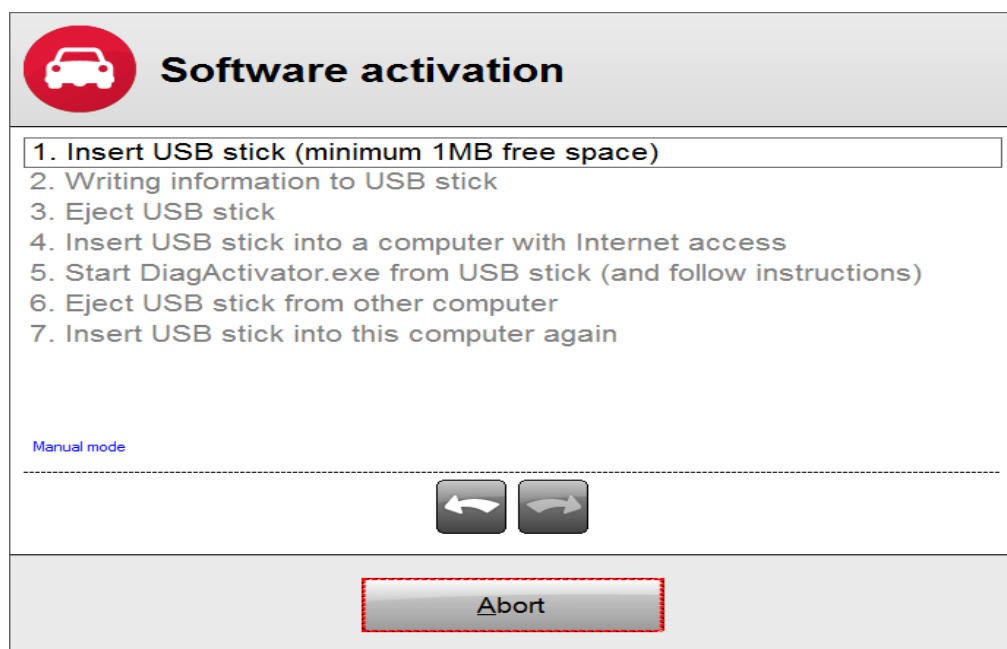 Software activation
1. Insert USB stick (minimum 1MB free space)
2. Writing information to USB stick
3. Eject USB stick
4. Insert USB stick into a computer with Internet access
5. Start DiagActivator.exe from USB stick (and follow instructions)
6. Eject USB stick from other computer
7. Insert USB stick into this computer again
Manual mode
Abort